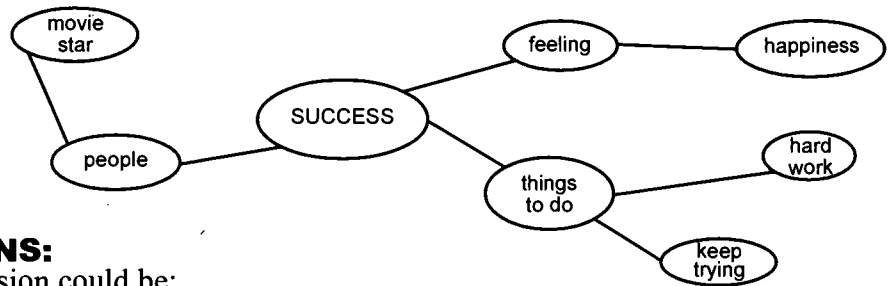 movie
star
feeling
happiness
SUCCESS
people
hard
work
things
to do
keep
trying
NS:
sion could be: